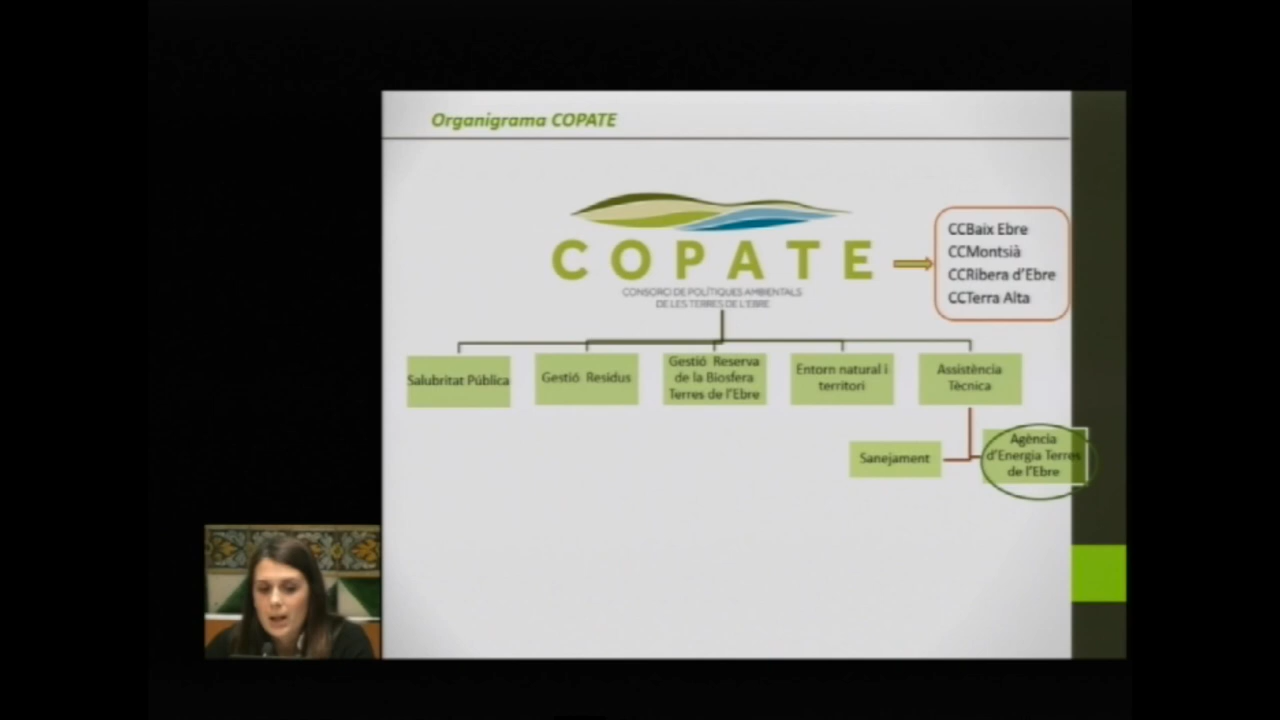 Organigrama COPATE
COPATE
CONSORCI DE POLÍTIQUES AMBIENTALS
DE LES TERRES DE L'EBRE
CCBaix Ebre
CCMontsià
CCRibera d'Ebre
CCTerra Alta
Salubritat Pública
Gestió Residus
Gestió Reserva
de la Biosfera
Terres de l'Ebre
Entorn natural i
territori
Assistència
Tècnica
Sanejament
Agència
d'Energia Terres
de l'Ebre